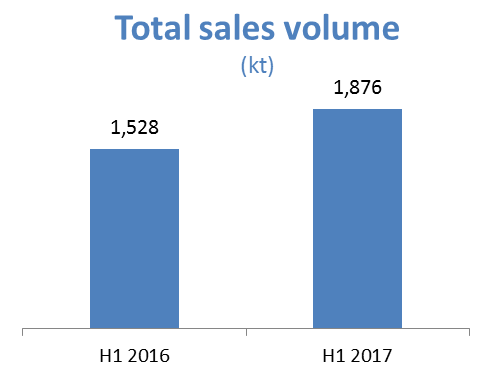 Total sales volume
(kt)
1,876
1,528
H1 2016
H1 2017